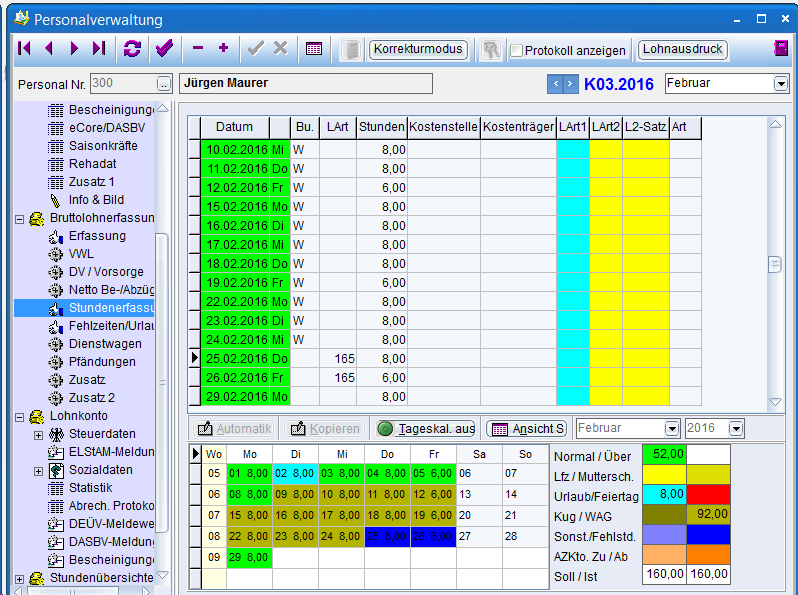 Personalverwaltung
Korrekturmodus Protokoll anzeigen Lohnausdruck
Personal Nr. 300 ... Jürgen Maurer K03.2016 Februar
Bescheinigung
eCore/DASBV
Saisonkräfte
Rehadat
Zusatz 1
Info & Bild
Bruttolohnerfassun
Erfassung
VWL
DV / Vorsorge
Netto Be-/Abzüg
Stundenerfassu
Fehlzeiten/Urlau
Dienstwagen
Pfändungen
Zusatz
Zusatz 2
Lohnkonto
Steuerdaten
ELStAM-Meldun
Sozialdaten
Statistik
Abrech. Protoko
DEÜV-Meldewe
DASBV-Meldung
Bescheinigung
Stundenübersichte
Datum Bu. LArt Stunden Kostenstelle Kostenträger LArt1 LArt2 L2-Satz Art
10.02.2016 Mi W 8,00
11.02.2016 Do W 8,00
12.02.2016 Fr W 6,00
15.02.2016 Mo W 8,00
16.02.2016 Di W 8,00
17.02.2016 Mi W 8,00
18.02.2016 Do W 8,00
19.02.2016 Fr W 6,00
22.02.2016 Mo W 8,00
23.02.2016 Di W 8,00
24.02.2016 Mi W 8,00
25.02.2016 Do 165 8,00
26.02.2016 Fr 165 6,00
29.02.2016 Mo 8,00
Automatik Kopieren Tageskal. aus Ansicht S Februar 2016
Wo Mo Di Mi Do Fr Sa So
05 01 8,00 02 8,00 03 8,00 04 8,00 05 6,00 06 07
06 08 8,00 09 8,00 10 8,00 11 8,00 12 6,00 13 14
07 15 8,00 16 8,00 17 8,00 18 8,00 19 6,00 20 21
08 22 8,00 23 8,00 24 8,00 25 8,00 26 6,00 27 28
09 29 8,00
Normal / Über 52,00
Lfz / Muttersch.
Urlaub/Feiertag 8,00
Kug / WAG 92,00
Sonst./Fehlstd.
AZKto. Zu / Ab
Soll / Ist 160,00 160,00